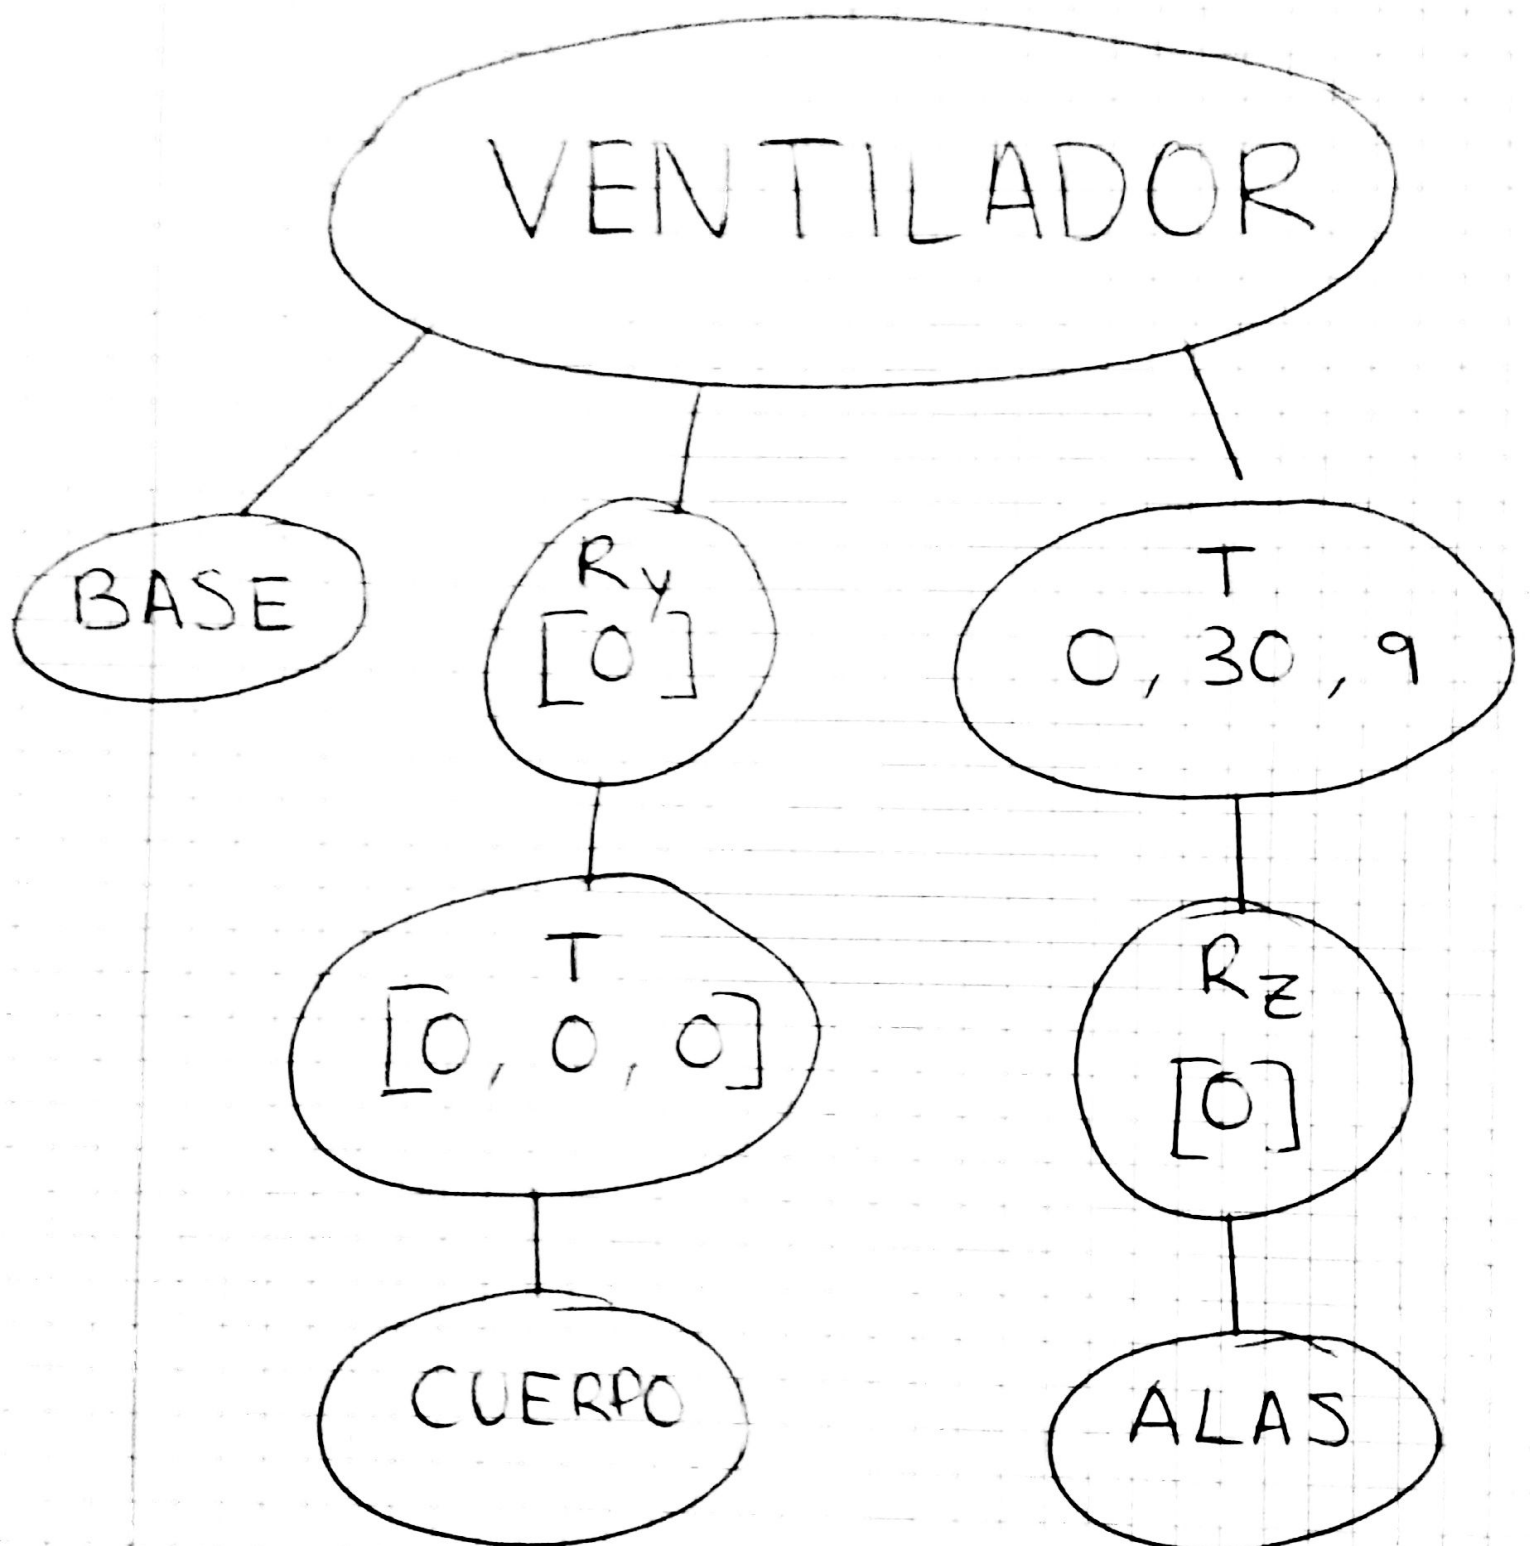 VENTILADOR
BASE
Ry
[0]
T
0, 30, 9
T
[0, 0, 0]
Rz
[0]
CUERPO
ALAS